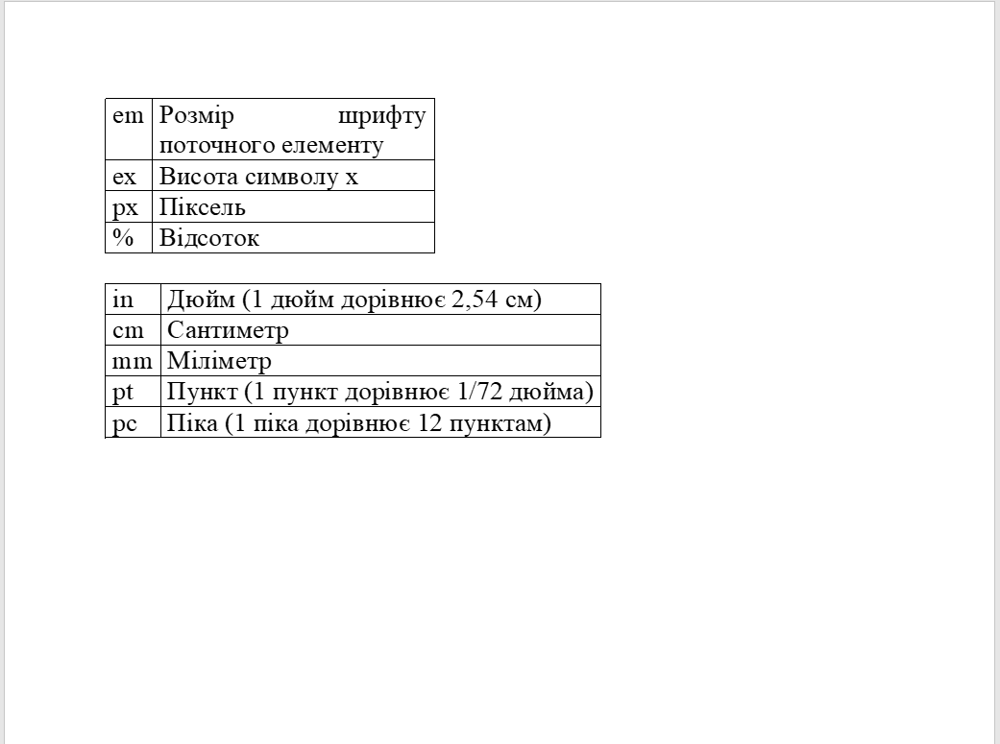 em Розмір шрифту
поточного елементу
ex Висота символу x
px Піксель
% Відсоток
in Дюйм (1 дюйм дорівнює 2,54 см)
cm Сантиметр
mm Міліметр
pt Пункт (1 пункт дорівнює 1/72 дюйма)
pc Піка (1 піка дорівнює 12 пунктам)